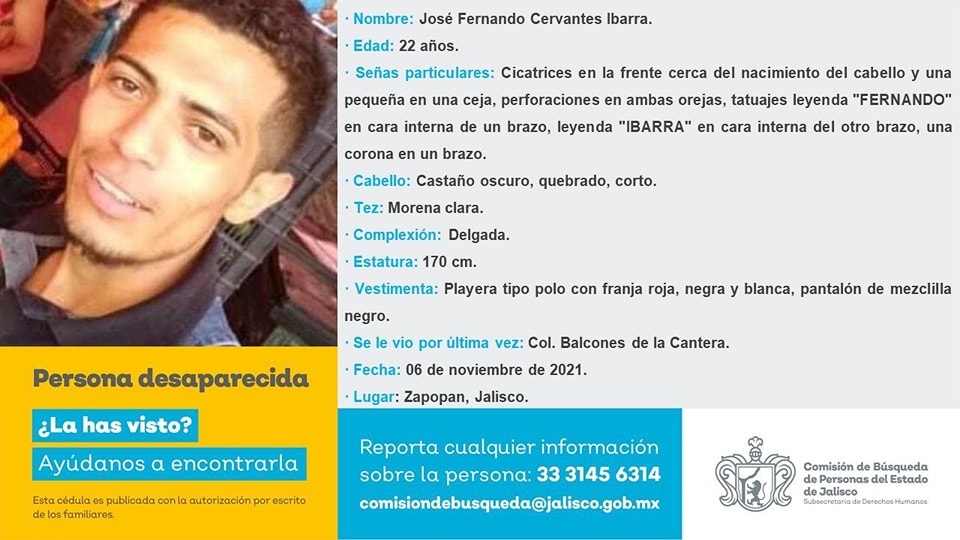 · Nombre: José Fernando Cervantes Ibarra.
· Edad: 22 años.
· Señas particulares: Cicatrices en la frente cerca del nacimiento del cabello y una
pequeña en una ceja, perforaciones en ambas orejas, tatuajes leyenda "FERNANDO"
en cara interna de un brazo, leyenda "IBARRA" en cara interna del otro brazo, una
corona en un brazo.
· Cabello: Castaño oscuro, quebrado, corto.
· Tez: Morena clara.
· Complexión: Delgada.
· Estatura: 170 cm.
· Vestimenta: Playera tipo polo con franja roja, negra y blanca, pantalón de mezclilla
negro.
· Se le vio por última vez: Col. Balcones de la Cantera.
· Fecha: 06 de noviembre de 2021.
· Lugar: Zapopan, Jalisco.
Persona desaparecida
¿La has visto?
Ayúdanos a encontrarla
Esta cédula es publicada con la autorización por escrito
de los familiares.
Reporta cualquier información
sobre la persona: 33 3145 6314
comisiondebusqueda@jalisco.gob.mx
Comisión de Búsqueda
de Personas del Estado
de Jalisco
Subsecretaría de Derechos Humanos